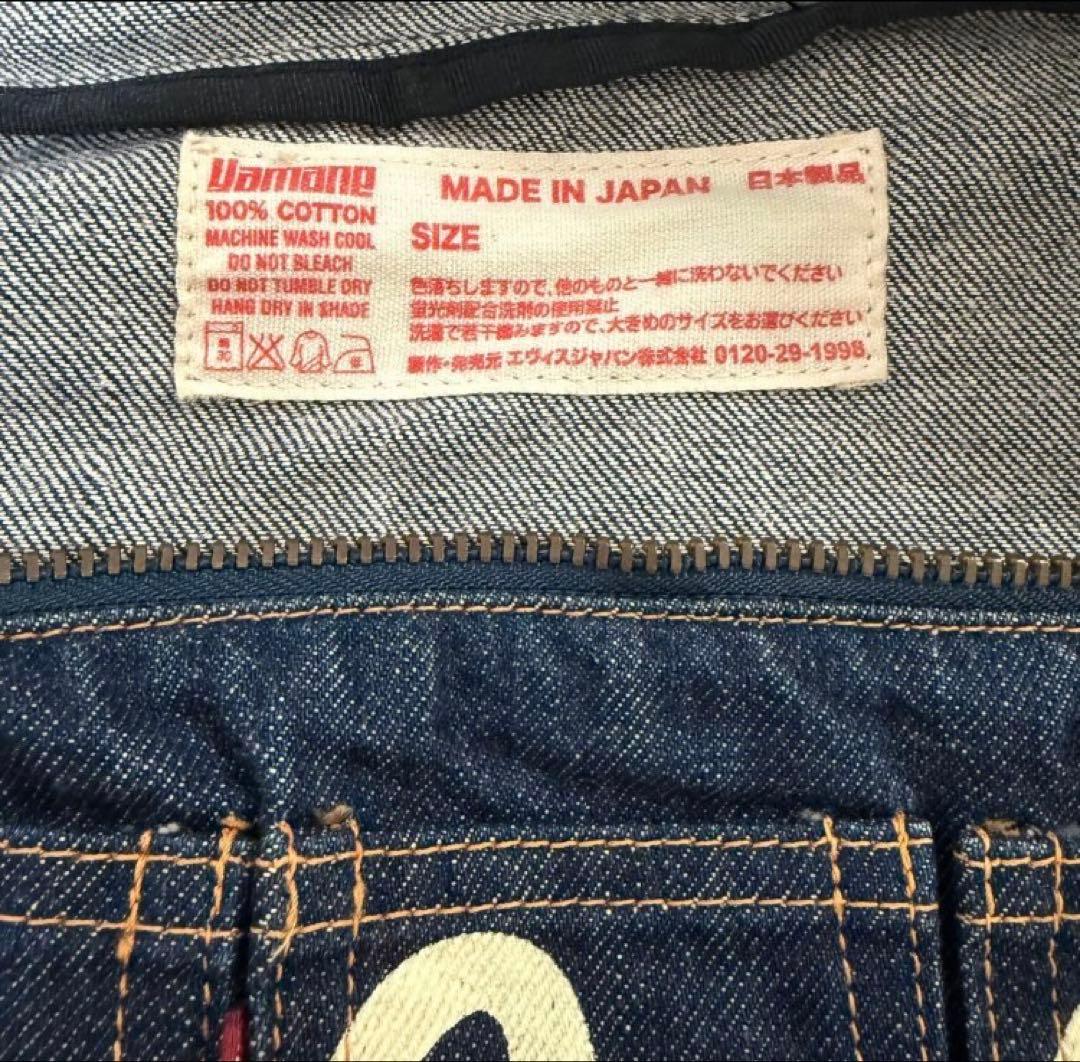 Yamane
MADE IN JAPAN 日本製品
100% COTTON
MACHINE WASH COOL
DO NOT BLEACH
DO NOT TUMBLE DRY
HANG DRY IN SHADE
SIZE
色落ちしますので、他のものと一緒に洗わないでください
蛍光剤配合洗剤の使用禁止
洗濯で若干縮みますので、大きめのサイズをお選びください
製作・発売元 エヴィスジャパン株式会社 0120-29-1998.
30